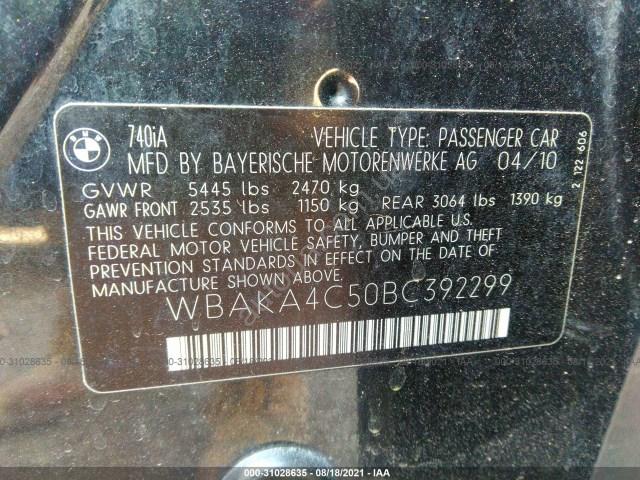 BMW
740iA VEHICLE TYPE: PASSENGER CAR
MFD BY BAYERISCHE MOTORENWERKE AG 04/10
GVWR 5445 lbs 2470 kg
GAWR FRONT 2535 lbs 1150 kg REAR 3064 lbs 1390 kg
THIS VEHICLE CONFORMS TO ALL APPLICABLE U.S.
FEDERAL MOTOR VEHICLE SAFETY, BUMPER AND THEFT
PREVENTION STANDARDS IN EFFECT ON THE DATE OF
MANUFACTURE SHOWN ABOVE.
WBAKA4C50BC392299
2 122 606
000-31028635 - 08/18/2021 - IAA